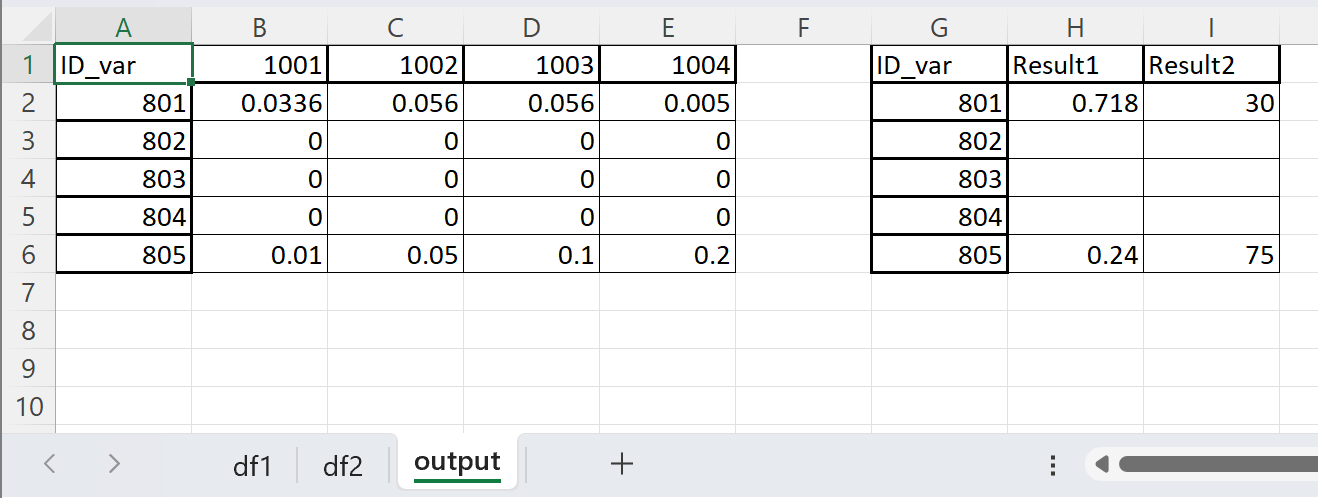 A B C D E F G H I
1 ID_var 1001 1002 1003 1004 ID_var Result1 Result2
2 801 0.0336 0.056 0.056 0.005 801 0.718 30
3 802 0 0 0 0 802
4 803 0 0 0 0 803
5 804 0 0 0 0 804
6 805 0.01 0.05 0.1 0.2 805 0.24 75
7
8
9
10
df1 df2 output